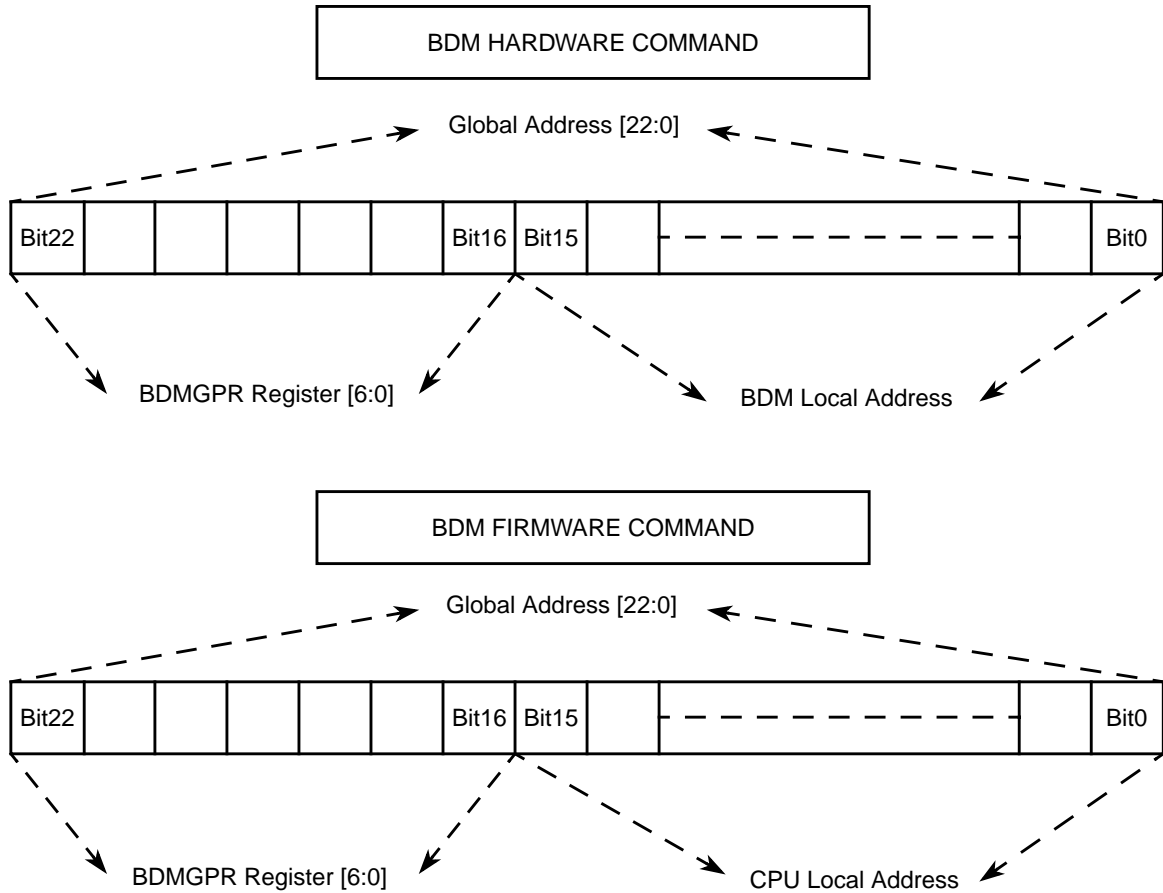 BDM HARDWARE COMMAND
Global Address [22:0]
Bit22 Bit16 Bit15 Bit0
BDMGPR Register [6:0] BDM Local Address
BDM FIRMWARE COMMAND
Global Address [22:0]
Bit22 Bit16 Bit15 Bit0
BDMGPR Register [6:0] CPU Local Address